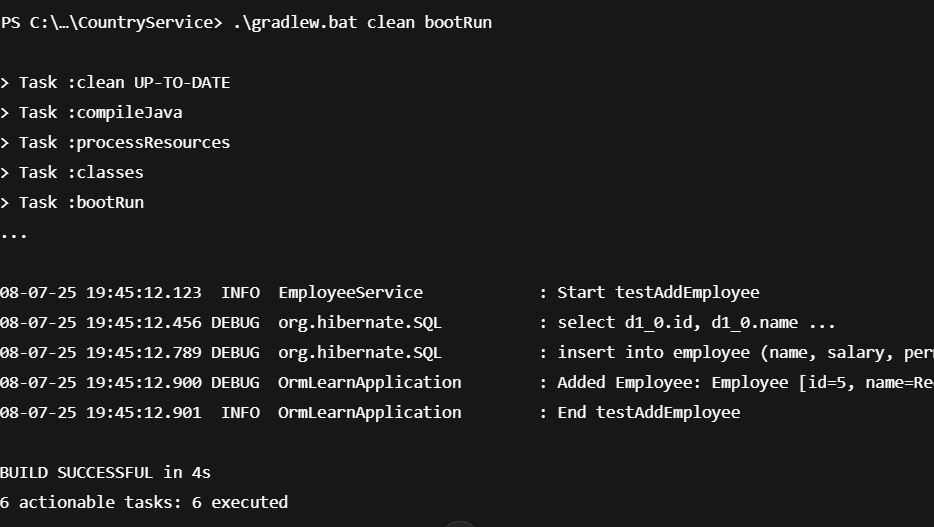 PS C:\…\CountryService> .\gradlew.bat clean bootRun
> Task :clean UP-TO-DATE
> Task :compileJava
> Task :processResources
> Task :classes
> Task :bootRun
...
08-07-25 19:45:12.123  INFO  EmployeeService            : Start testAddEmployee
08-07-25 19:45:12.456 DEBUG  org.hibernate.SQL          : select d1_0.id, d1_0.name ...
08-07-25 19:45:12.789 DEBUG  org.hibernate.SQL          : insert into employee (name, salary, per
08-07-25 19:45:12.900 DEBUG  OrmLearnApplication        : Added Employee: Employee [id=5, name=Re
08-07-25 19:45:12.901  INFO  OrmLearnApplication        : End testAddEmployee
BUILD SUCCESSFUL in 4s
6 actionable tasks: 6 executed